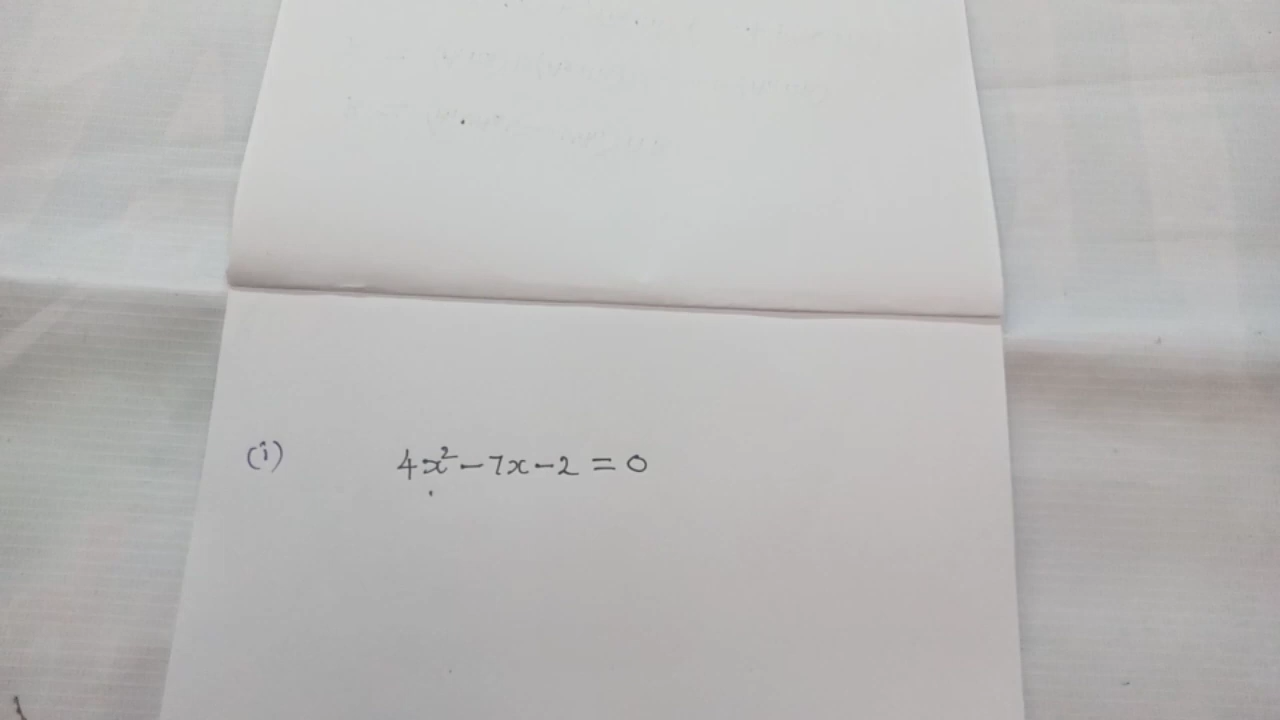 (i) 4x² - 7x - 2 = 0